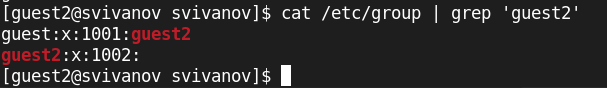 [guest2@svivanov svivanov]$ cat /etc/group | grep 'guest2'
guest:x:1001:guest2
guest2:x:1002:
[guest2@svivanov svivanov]$